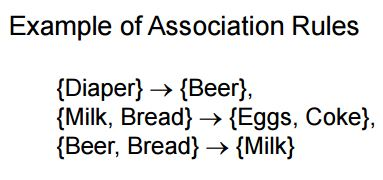 Example of Association Rules
{Diaper} → {Beer},
{Milk, Bread} → {Eggs, Coke},
{Beer, Bread} → {Milk}